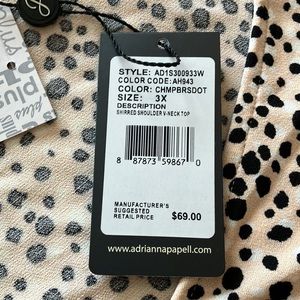 plus
STYLE: AD1S300933W
COLOR CODE: AH943
COLOR: CHMPBRSDOT
SIZE: 3X
DESCRIPTION
SHIRRED SHOULDER V-NECK TOP
8 87873 59867 0
MANUFACTURER'S
SUGGESTED
RETAIL PRICE
$69.00
www.adriannapapell.com